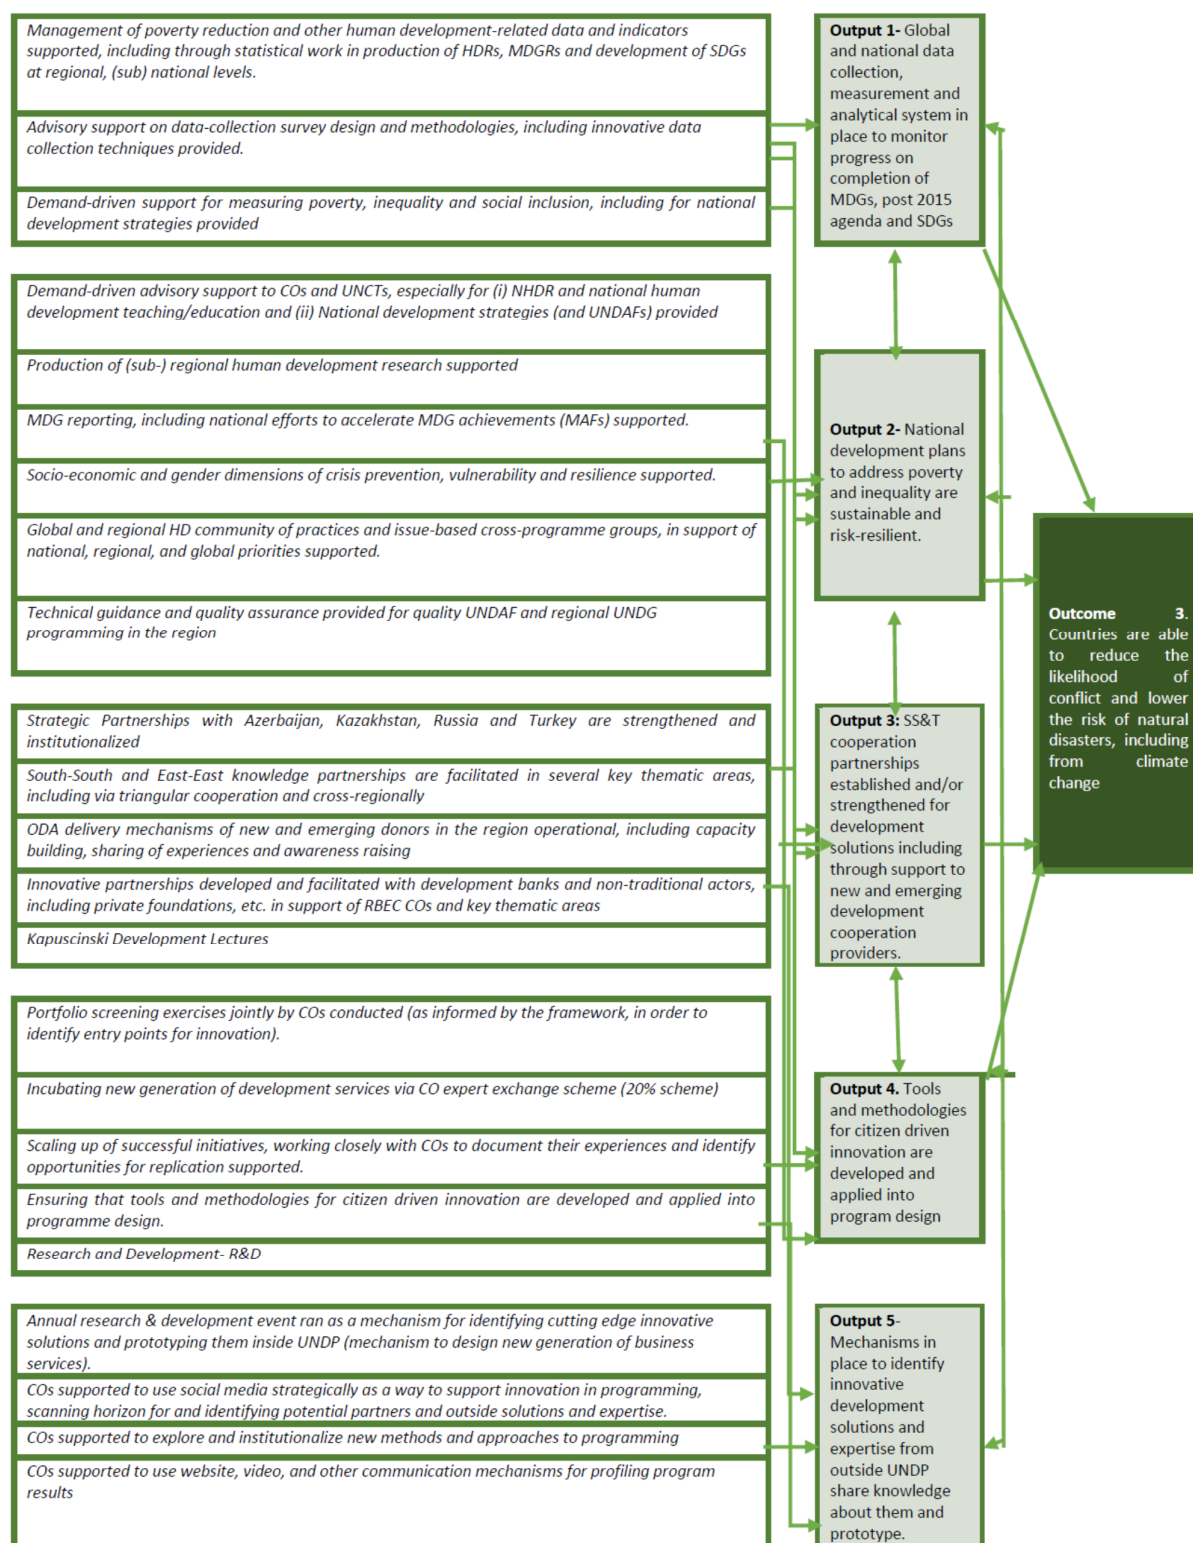 Management of poverty reduction and other human development-related data and indicators
supported, including through statistical work in production of HDRs, MDGRs and development of SDGs
at regional, (sub) national levels.
Advisory support on data-collection survey design and methodologies, including innovative data
collection techniques provided.
Demand-driven support for measuring poverty, inequality and social inclusion, including for national
development strategies provided
Output 1- Global
and national data
collection,
measurement and
analytical system in
place to monitor
progress on
completion of
MDGs, post 2015
agenda and SDGs
Demand-driven advisory support to COs and UNCTs, especially for (i) NHDR and national human
development teaching/education and (ii) National development strategies (and UNDAFs) provided
Production of (sub-) regional human development research supported
MDG reporting, including national efforts to accelerate MDG achievements (MAFs) supported.
Socio-economic and gender dimensions of crisis prevention, vulnerability and resilience supported.
Global and regional HD community of practices and issue-based cross-programme groups, in support of
national, regional, and global priorities supported.
Technical guidance and quality assurance provided for quality UNDAF and regional UNDG
programming in the region
Output 2- National
development plans
to address poverty
and inequality are
sustainable and
risk-resilient.
Strategic Partnerships with Azerbaijan, Kazakhstan, Russia and Turkey are strengthened and
institutionalized
South-South and East-East knowledge partnerships are facilitated in several key thematic areas,
including via triangular cooperation and cross-regionally
ODA delivery mechanisms of new and emerging donors in the region operational, including capacity
building, sharing of experiences and awareness raising
Innovative partnerships developed and facilitated with development banks and non-traditional actors,
including private foundations, etc. in support of RBEC COs and key thematic areas
Kapuscinski Development Lectures
Output 3: SS&T
cooperation
partnerships
established and/or
strengthened for
development
solutions including
through support to
new and emerging
development
cooperation
providers.
Outcome 3.
Countries are able
to reduce the
likelihood of
conflict and lower
the risk of natural
disasters, including
from climate
change
Portfolio screening exercises jointly by COs conducted (as informed by the framework, in order to
identify entry points for innovation).
Incubating new generation of development services via CO expert exchange scheme (20% scheme)
Scaling up of successful initiatives, working closely with COs to document their experiences and identify
opportunities for replication supported.
Ensuring that tools and methodologies for citizen driven innovation are developed and applied into
programme design.
Research and Development- R&D
Output 4. Tools
and methodologies
for citizen driven
innovation are
developed and
applied into
program design
Annual research & development event ran as a mechanism for identifying cutting edge innovative
solutions and prototyping them inside UNDP (mechanism to design new generation of business
services).
COs supported to use social media strategically as a way to support innovation in programming,
scanning horizon for and identifying potential partners and outside solutions and expertise.
COs supported to explore and institutionalize new methods and approaches to programming
COs supported to use website, video, and other communication mechanisms for profiling program
results
Output 5-
Mechanisms in
place to identify
innovative
development
solutions and
expertise from
outside UNDP
share knowledge
about them and
prototype.